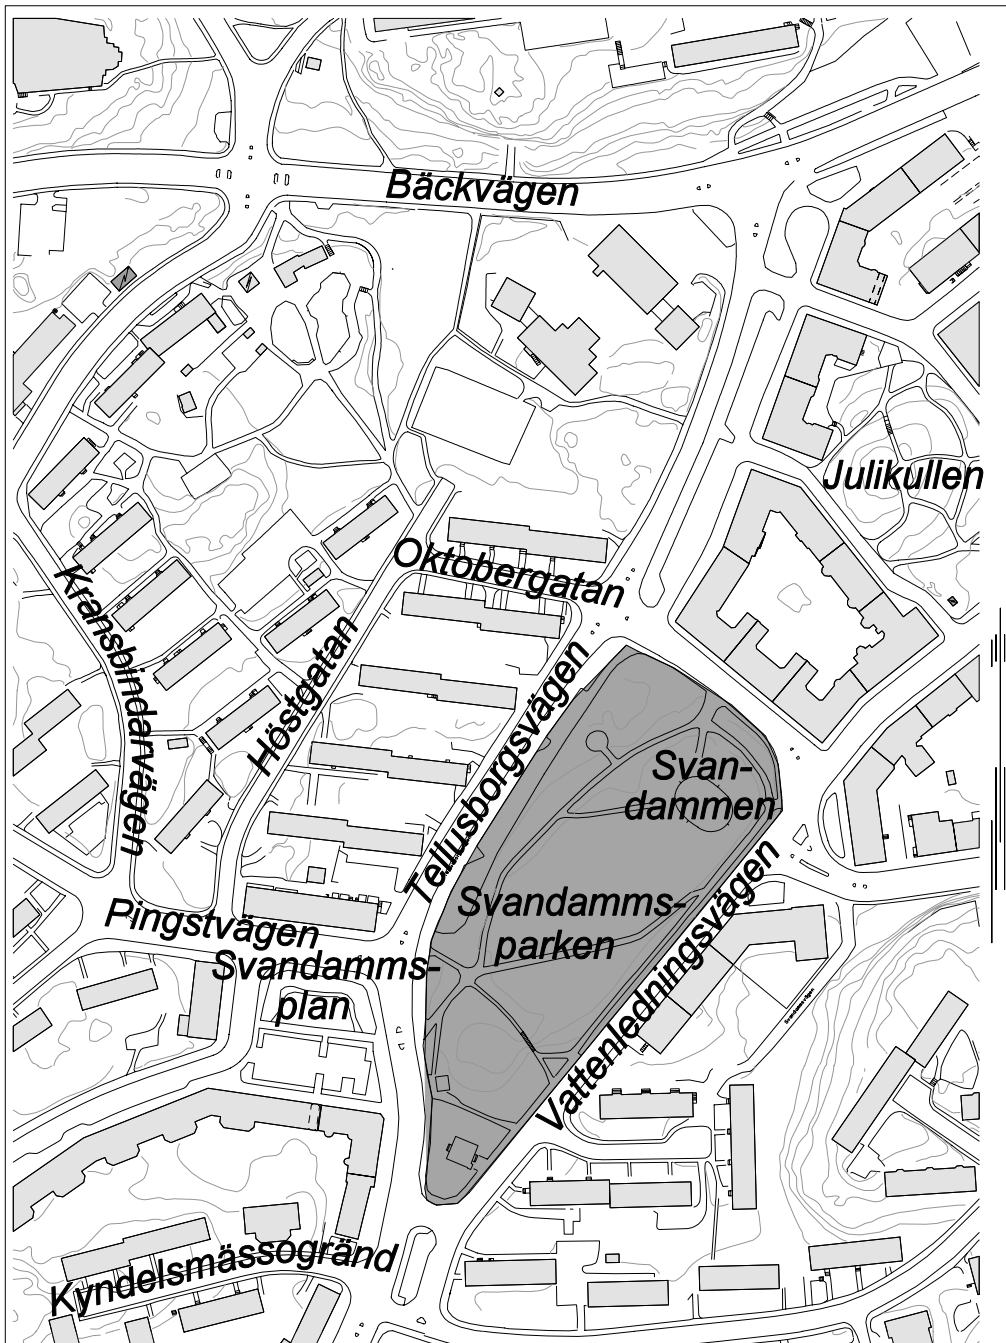 Bäckvägen
Julikullen
Oktobergatan
Kransbindarvägen
Höstgatan
Tellusborgsvägen
Svan-
dammen
Svandamms-
parken
Pingstvägen
Svandamms-
plan
Vattenledningsvägen
Kyndelsmässogränd